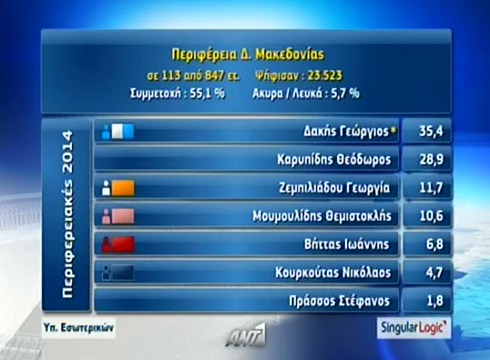 Περιφέρεια Δ. Μακεδονίας
σε 113 από 847 ετ. Ψήφισαν : 23.523
Συμμετοχή : 55,1 % Ακυρα / Λευκά : 5,7 %
Περιφερειακές 2014
Δακής Γεώργιος* 35,4
Καρυπίδης Θεόδωρος 28,9
Ζεμπιλιάδου Γεωργία 11,7
Μουμουλίδης Θεμιστοκλής 10,6
Βήττας Ιωάννης 6,8
Κουρκούτας Νικόλαος 4,7
Πράσσος Στέφανος 1,8
Υπ. Εσωτερικών
ANT1
SingularLogic